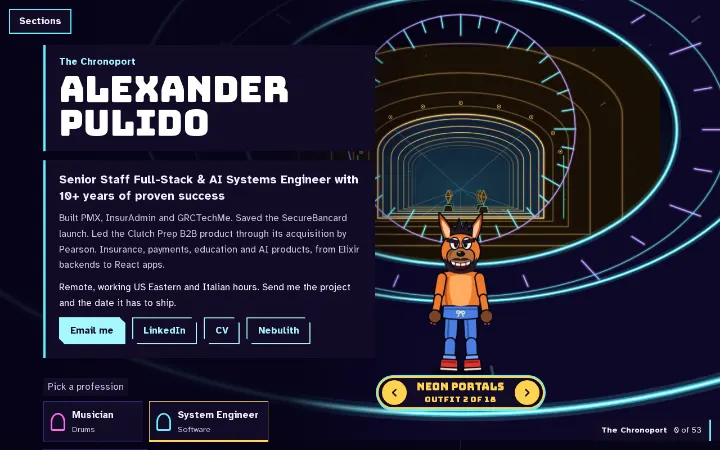 Sections
The Chronoport
ALEXANDER
PULIDO
Senior Staff Full-Stack & AI Systems Engineer with
10+ years of proven success
Built PMX, InsurAdmin and GRCTechMe. Saved the SecureBancard
launch. Led the Clutch Prep B2B product through its acquisition by
Pearson. Insurance, payments, education and AI products, from Elixir
backends to React apps.
Remote, working US Eastern and Italian hours. Send me the project
and the date it has to ship.
Email me
LinkedIn
CV
Nebulith
NEON PORTALS
OUTFIT 2 OF 18
Pick a profession
Musician
Drums
System Engineer
Software
The Chronoport 0 of 53